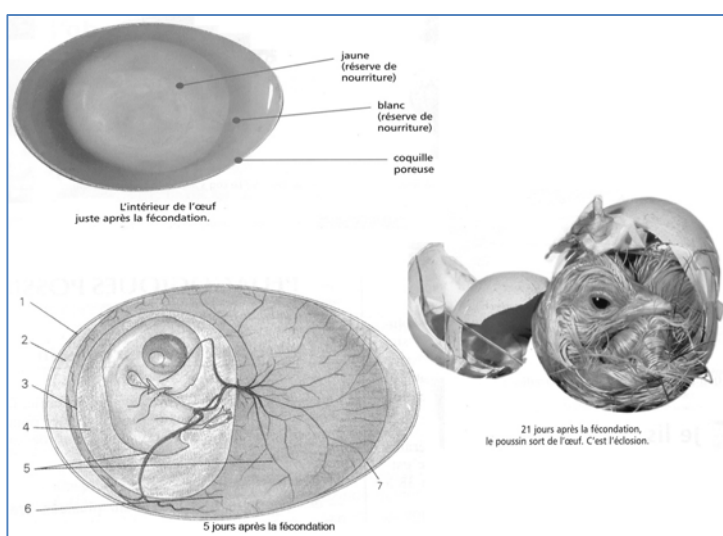 jaune
(réserve de
nourriture)
blanc
(réserve de
nourriture)
coquille
poreuse
L'intérieur de l'œuf
juste après la fécondation.
1
2
3
4
5
6
7
5 jours après la fécondation
21 jours après la fécondation,
le poussin sort de l'œuf. C'est l'éclosion.